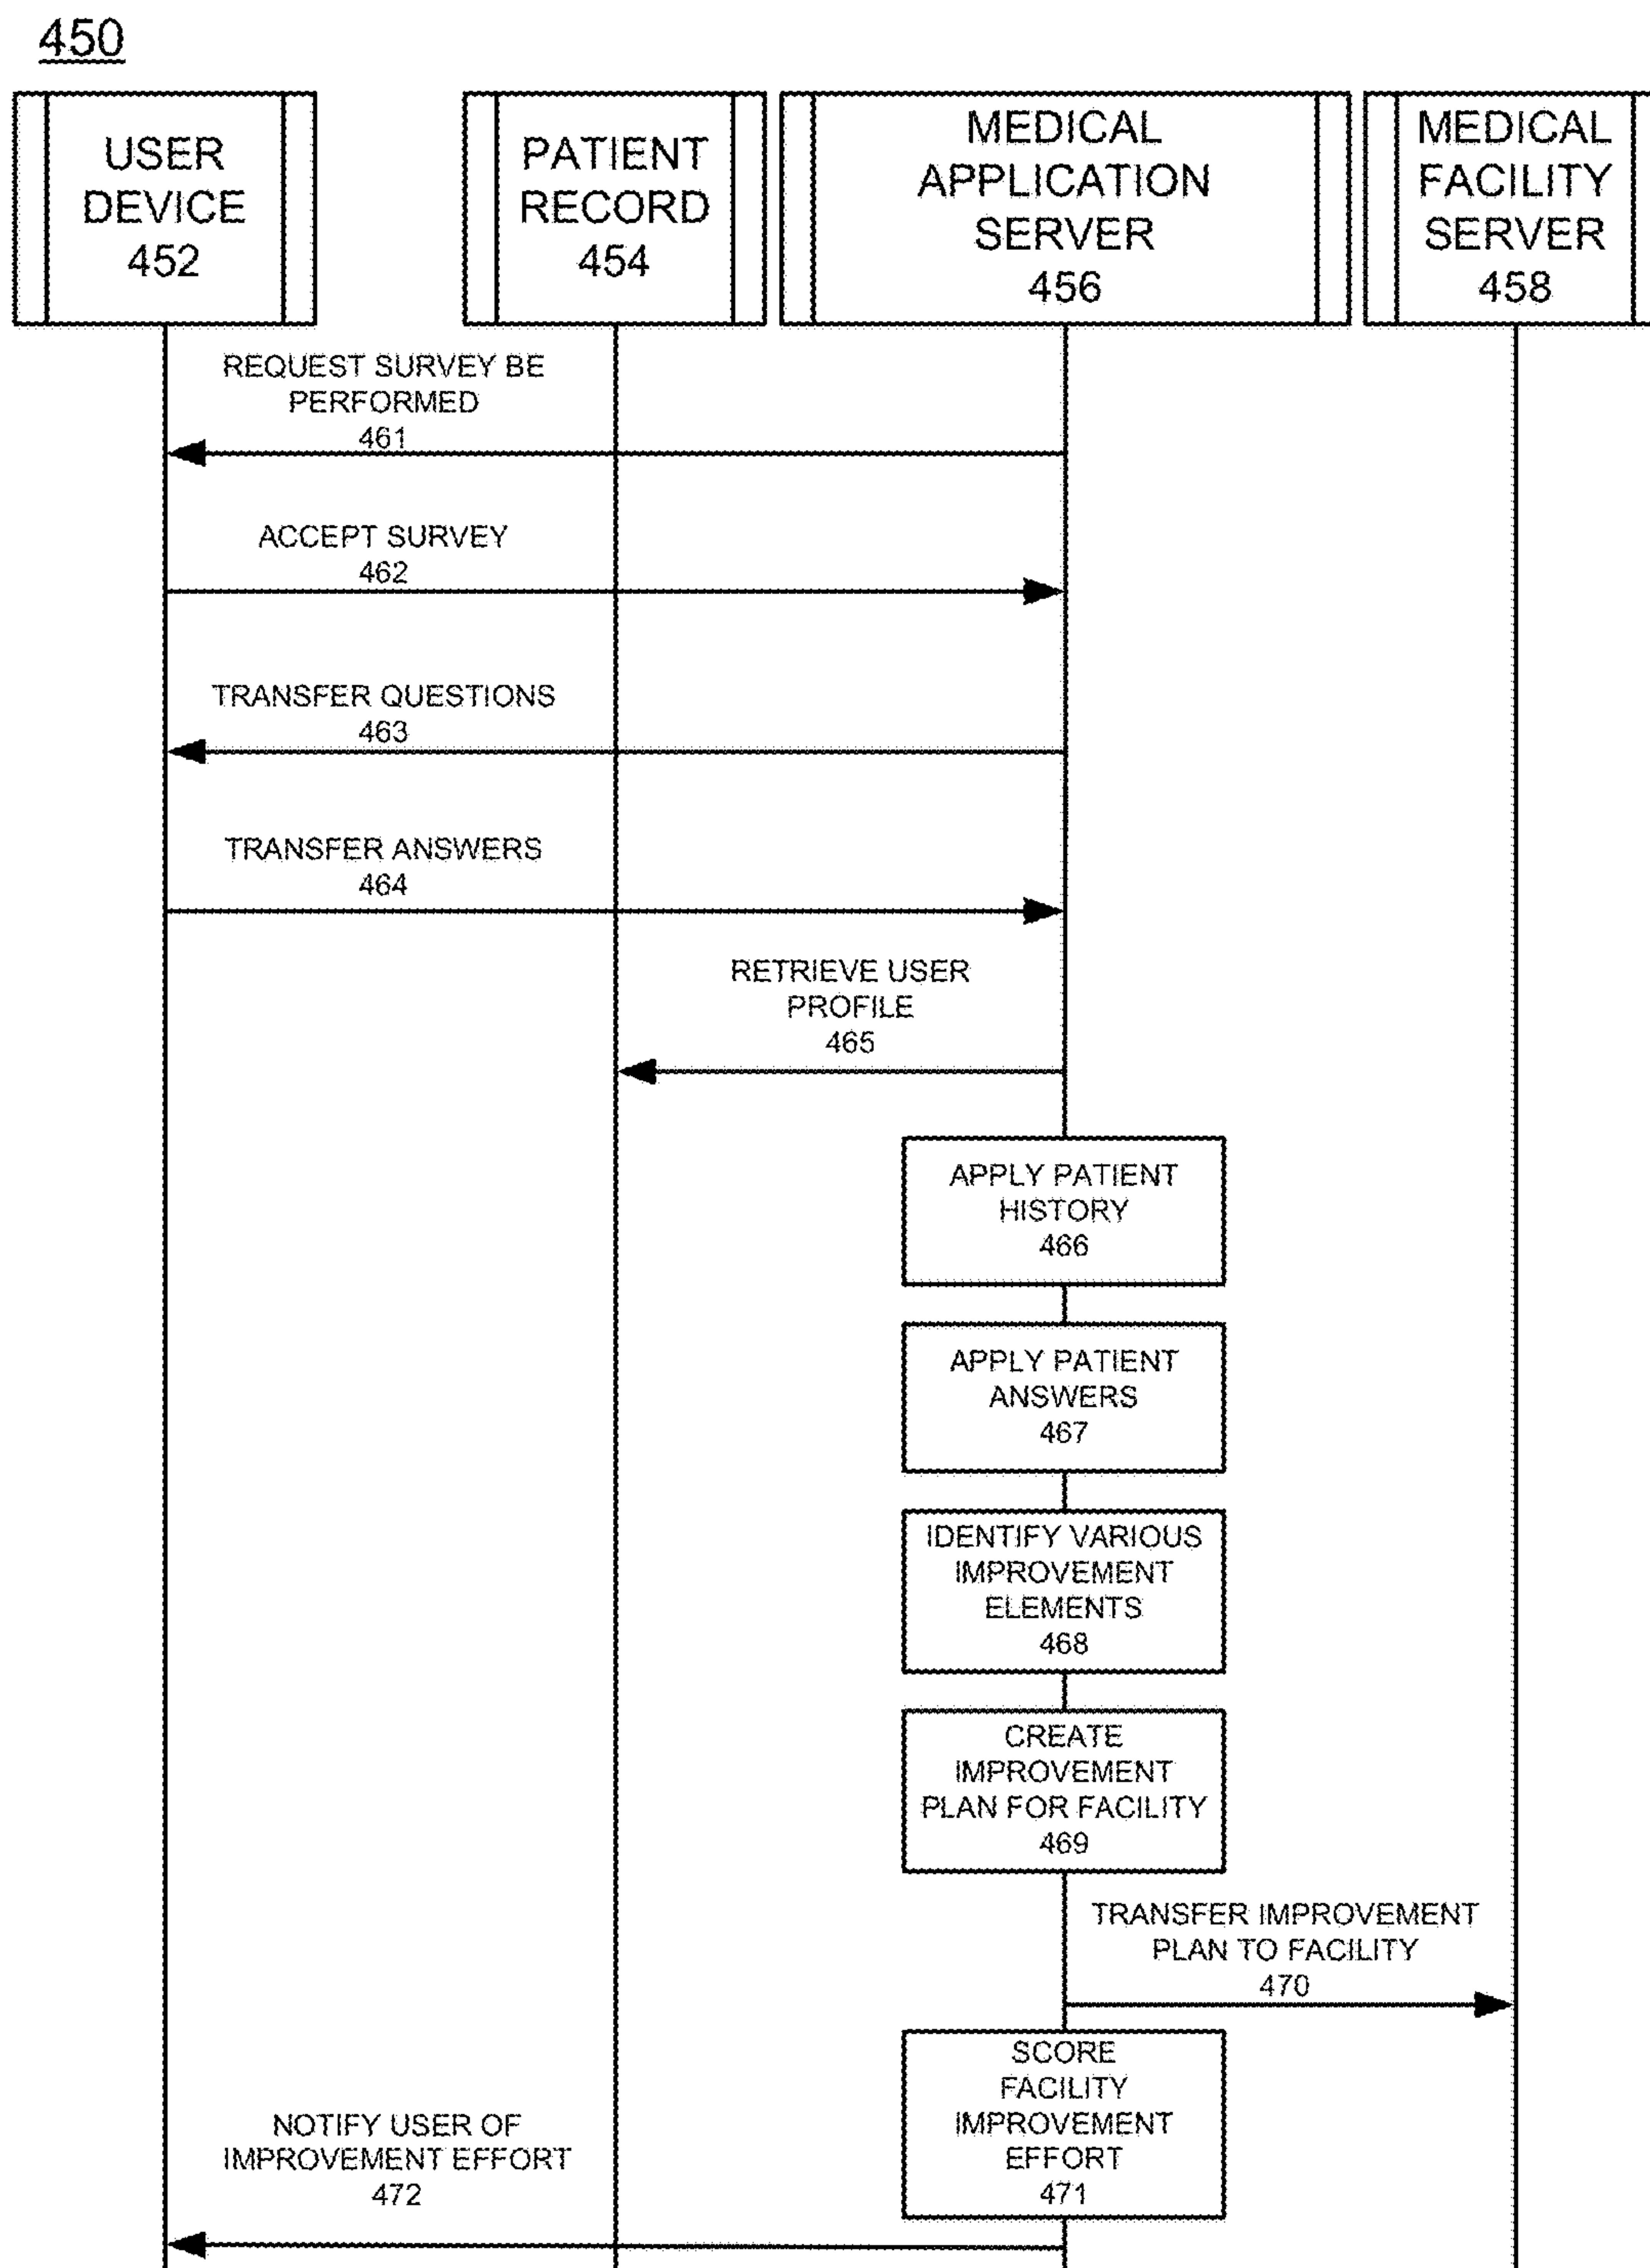 450
USER
DEVICE
452
PATIENT
RECORD
454
MEDICAL
APPLICATION
SERVER
456
MEDICAL
FACILITY
SERVER
458
REQUEST SURVEY BE
PERFORMED
461
ACCEPT SURVEY
462
TRANSFER QUESTIONS
463
TRANSFER ANSWERS
464
RETRIEVE USER
PROFILE
465
APPLY PATIENT
HISTORY
466
APPLY PATIENT
ANSWERS
467
IDENTIFY VARIOUS
IMPROVEMENT
ELEMENTS
468
CREATE
IMPROVEMENT
PLAN FOR FACILITY
469
TRANSFER IMPROVEMENT
PLAN TO FACILITY
470
SCORE
FACILITY
IMPROVEMENT
EFFORT
471
NOTIFY USER OF
IMPROVEMENT EFFORT
472